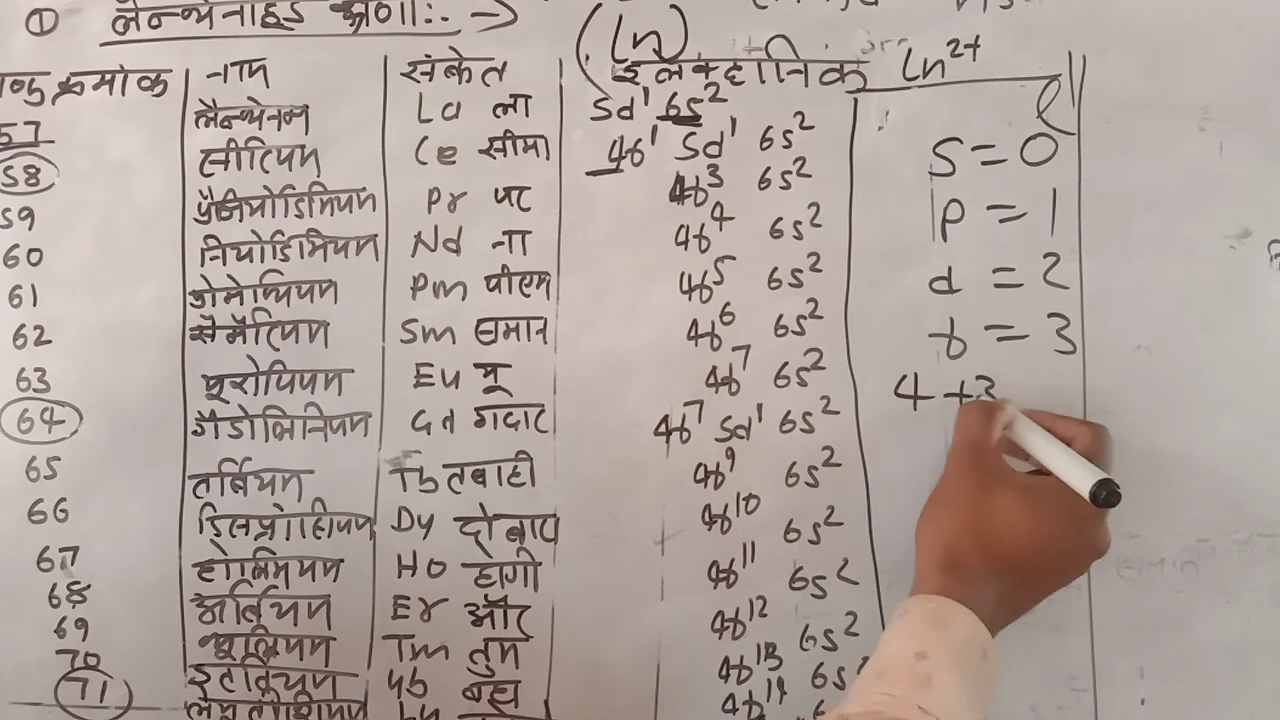 ① लैन्थेनाइड श्रेणी:- → (Ln)
क्रमांक नाम संकेत इलेक्ट्रानिक Ln2+
57 लैन्थेनम La ला 5d1 6s2 l
58 सीरियम Ce सीमा 4f1 5d1 6s2 s = 0
59 प्रैजियोडिमियम Pr पर 4f3 6s2 p = 1
60 नियोडिमियम Nd ना 4f4 6s2
61 प्रोमेथियम Pm पीएम 4f5 6s2 d = 2
62 सैमेरियम Sm समान 4f6 6s2 f = 3
63 यूरोपियम Eu यू 4f7 6s2 4+3
64 गैडोलिनियम Gd गदार 4f7 5d1 6s2
65 तर्बियम Tb तबाही 4f9 6s2
66 डिसप्रोसियम Dy दो बाप 4f10 6s2
67 होल्मियम Ho होगी 4f11 6s2
68 अर्बियम Er और 4f12 6s2
69 थूलियम Tm तुम 4f13 6s2
70 इटर्बियम Yb 4f14 6
71 Lu